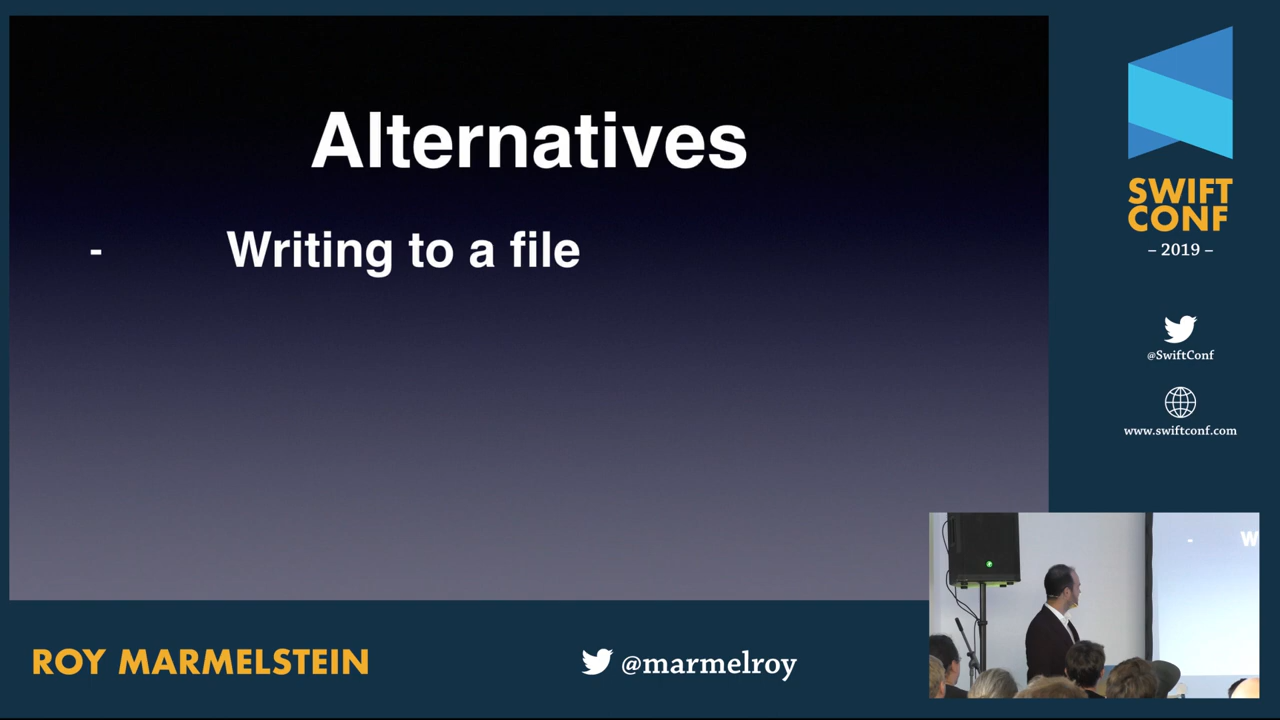 Alternatives
- Writing to a file
SWIFT
CONF
– 2019 –
@SwiftConf
www.swiftconf.com
- W
ROY MARMELSTEIN
@marmelroy